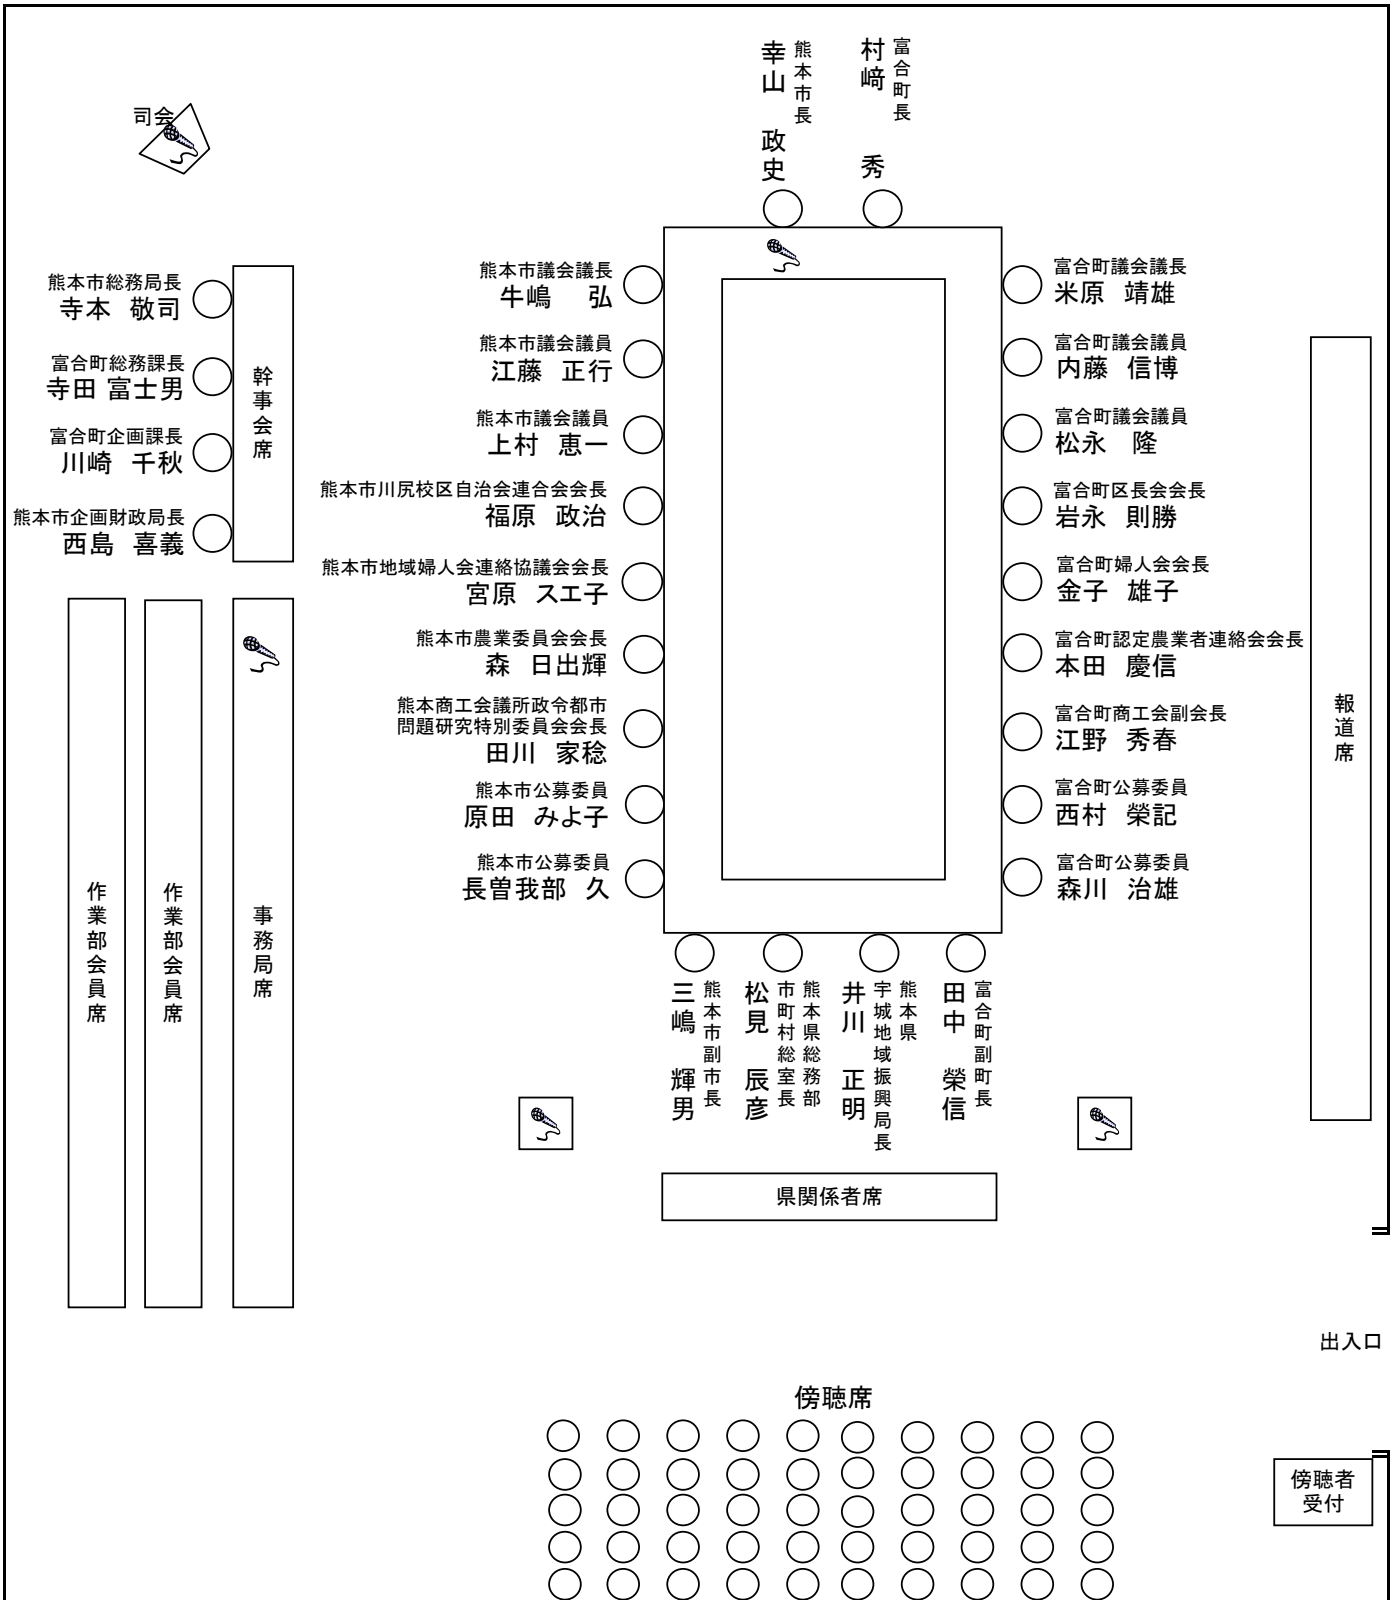 熊本市長
幸山 政史
富合町長
村﨑 秀
司会
熊本市総務局長
寺本 敬司
富合町総務課長
寺田 富士男
富合町企画課長
川崎 千秋
熊本市企画財政局長
西島 喜義
幹事会席
熊本市議会議長
牛嶋 弘
熊本市議会議員
江藤 正行
熊本市議会議員
上村 恵一
熊本市川尻校区自治会連合会会長
福原 政治
熊本市地域婦人会連絡協議会会長
宮原 スエ子
熊本市農業委員会会長
森 日出輝
熊本商工会議所政令都市
問題研究特別委員会会長
田川 家稔
熊本市公募委員
原田 みよ子
熊本市公募委員
長曽我部 久
富合町議会議長
米原 靖雄
富合町議会議員
内藤 信博
富合町議会議員
松永 隆
富合町区長会会長
岩永 則勝
富合町婦人会会長
金子 雄子
富合町認定農業者連絡会会長
本田 慶信
富合町商工会副会長
江野 秀春
富合町公募委員
西村 榮記
富合町公募委員
森川 治雄
報道席
作業部会員席
作業部会員席
事務局席
熊本市副市長
三嶋 輝男
熊本県総務部
市町村総室長
松見 辰彦
熊本県
宇城地域振興局長
井川 正明
富合町副町長
田中 榮信
県関係者席
出入口
傍聴席
傍聴者
受付